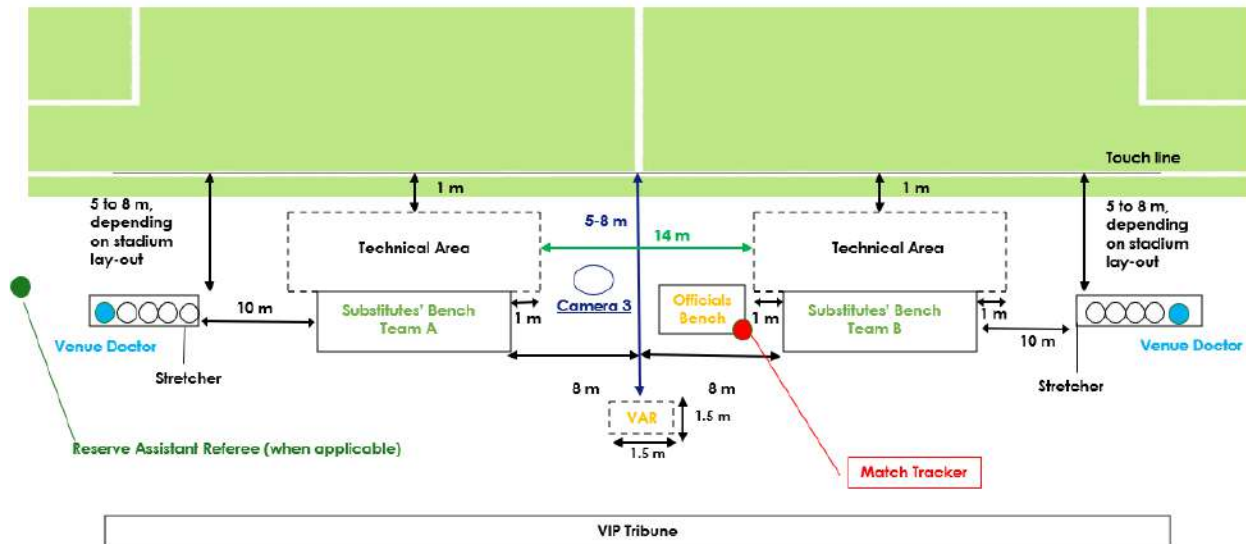 Touch line
1 m
1 m
5 to 8 m,
depending
on stadium
lay-out
5-8 m
5 to 8 m,
depending
on stadium
lay-out
Technical Area
14 m
Technical Area
Camera 3
Officials
Bench
10 m
Substitutes' Bench
Team A
1 m
1 m
Substitutes' Bench
Team B
1 m
10 m
Venue Doctor
Stretcher
Venue Doctor
Stretcher
8 m
8 m
VAR
1.5 m
1.5 m
Reserve Assistant Referee (when applicable)
Match Tracker
VIP Tribune